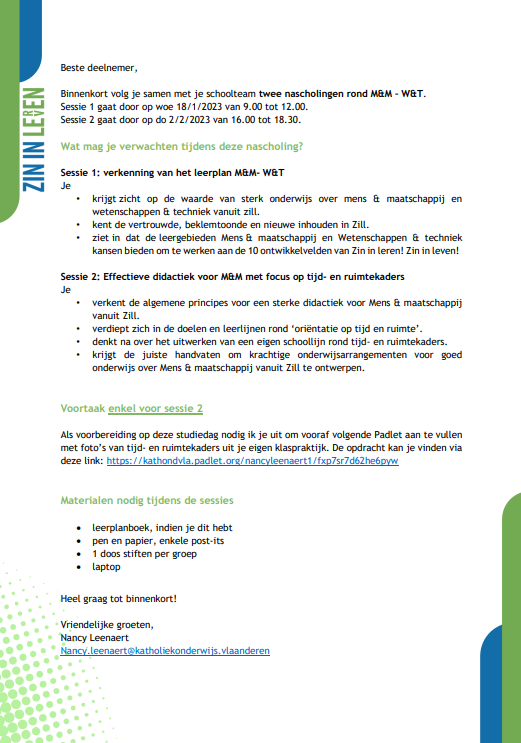 ZIN IN LEREN
V
Beste deelnemer,
Binnenkort volg je samen met je schoolteam twee nascholingen rond M&M – W&T.
Sessie 1 gaat door op woe 18/1/2023 van 9.00 tot 12.00.
Sessie 2 gaat door op do 2/2/2023 van 16.00 tot 18.30.
Wat mag je verwachten tijdens deze nascholing?
Sessie 1: verkenning van het leerplan M&M- W&T
Je
• krijgt zicht op de waarde van sterk onderwijs over mens & maatschappij en
wetenschappen & techniek vanuit zill.
• kent de vertrouwde, beklemtoonde en nieuwe inhouden in Zill.
• ziet in dat de leergebieden Mens & maatschappij en Wetenschappen & techniek
kansen bieden om te werken aan de 10 ontwikkelvelden van Zin in leren! Zin in leven!
Sessie 2: Effectieve didactiek voor M&M met focus op tijd- en ruimtekaders
Je
• verkent de algemene principes voor een sterke didactiek voor Mens & maatschappij
vanuit Zill.
• verdiept zich in de doelen en leerlijnen rond ‘oriëntatie op tijd en ruimte’.
• denkt na over het uitwerken van een eigen schoollijn rond tijd- en ruimtekaders.
• krijgt de juiste handvaten om krachtige onderwijsarrangementen voor goed
onderwijs over Mens & maatschappij vanuit Zill te ontwerpen.
Voortaak enkel voor sessie 2
Als voorbereiding op deze studiedag nodig ik je uit om vooraf volgende Padlet aan te vullen
met foto’s van tijd- en ruimtekaders uit je eigen klaspraktijk. De opdracht kan je vinden via
deze link: https://kathondvla.padlet.org/nancyleenaert1/fxp7sr7d62he6pyw
Materialen nodig tijdens de sessies
• leerplanboek, indien je dit hebt
• pen en papier, enkele post-its
• 1 doos stiften per groep
• laptop
Heel graag tot binnenkort!
Vriendelijke groeten,
Nancy Leenaert
Nancy.leenaert@katholiekonderwijs.vlaanderen